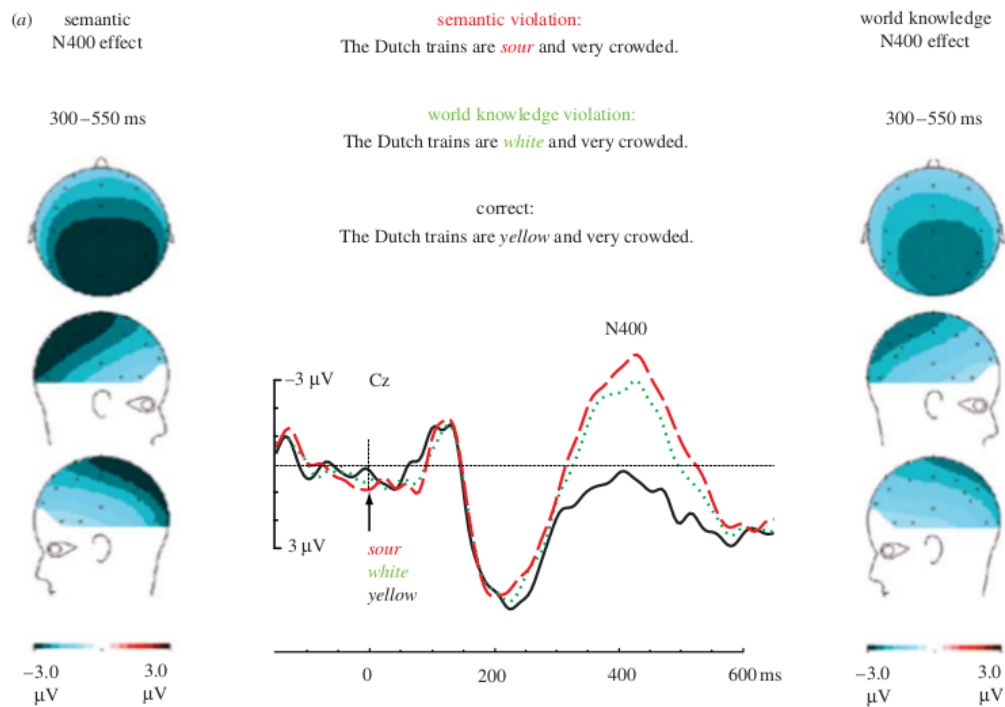 (a) semantic
N400 effect
300–550 ms
–3.0 3.0
μV μV
semantic violation:
The Dutch trains are sour and very crowded.
world knowledge violation:
The Dutch trains are white and very crowded.
correct:
The Dutch trains are yellow and very crowded.
N400
–3 μV Cz
3 μV
sour
white
yellow
0 200 400 600 ms
world knowledge
N400 effect
300–550 ms
–3.0 3.0
μV μV